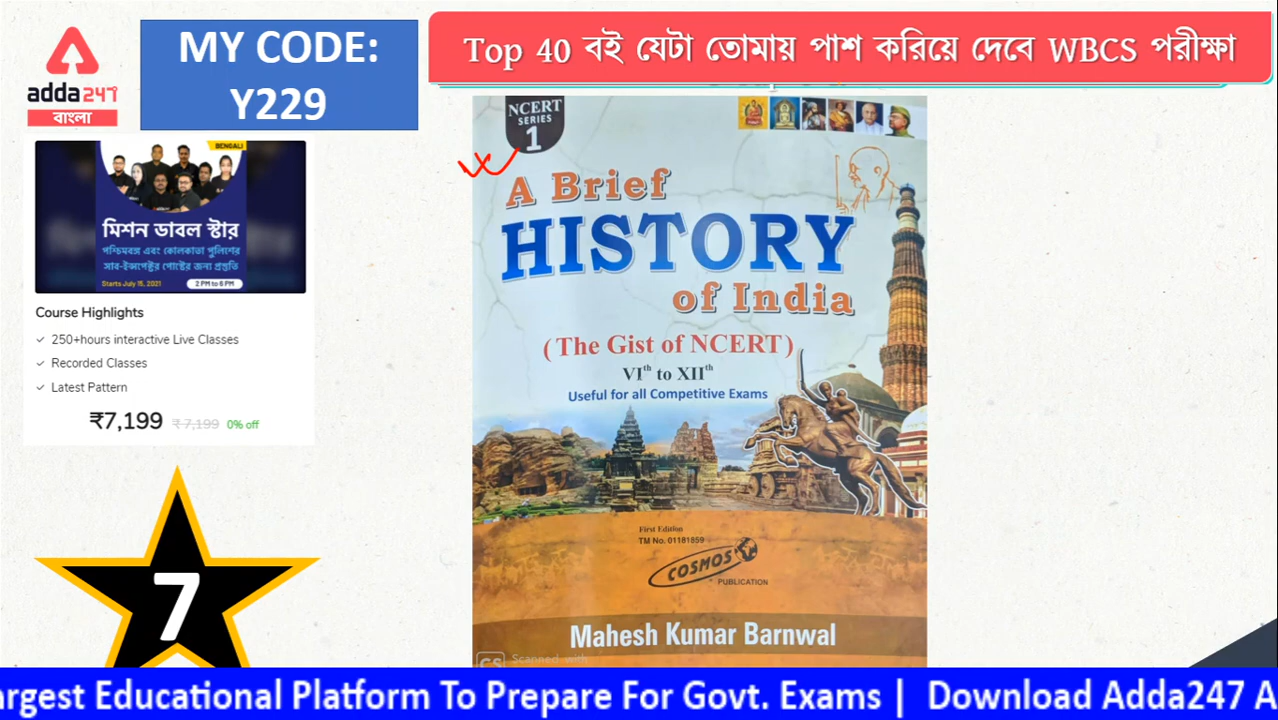 adda247
বাংলা
MY CODE:
Y229
Top 40 বই যেটা তোমায় পাশ করিয়ে দেবে WBCS পরীক্ষা
BENGALI
মিশন ডাবল স্টার
পশ্চিমবঙ্গ এবং কোলকাতা পুলিশের
সাব-ইন্সপেক্টর পোস্টের জন্য প্রস্তুতি
Starts July 15, 2021
2 PM to 6 PM
Course Highlights
250+hours interactive Live Classes
Recorded Classes
Latest Pattern
₹7,199 ₹7,199 0% off
7
NCERT
SERIES
1
A Brief
HISTORY
of India
(The Gist of NCERT)
VIth to XIIth
Useful for all Competitive Exams
First Edition
TM No. 01181859
COSMOS
PUBLICATION
Mahesh Kumar Barnwal
CS Scanned with
argest Educational Platform To Prepare For Govt. Exams | Download Adda247 A